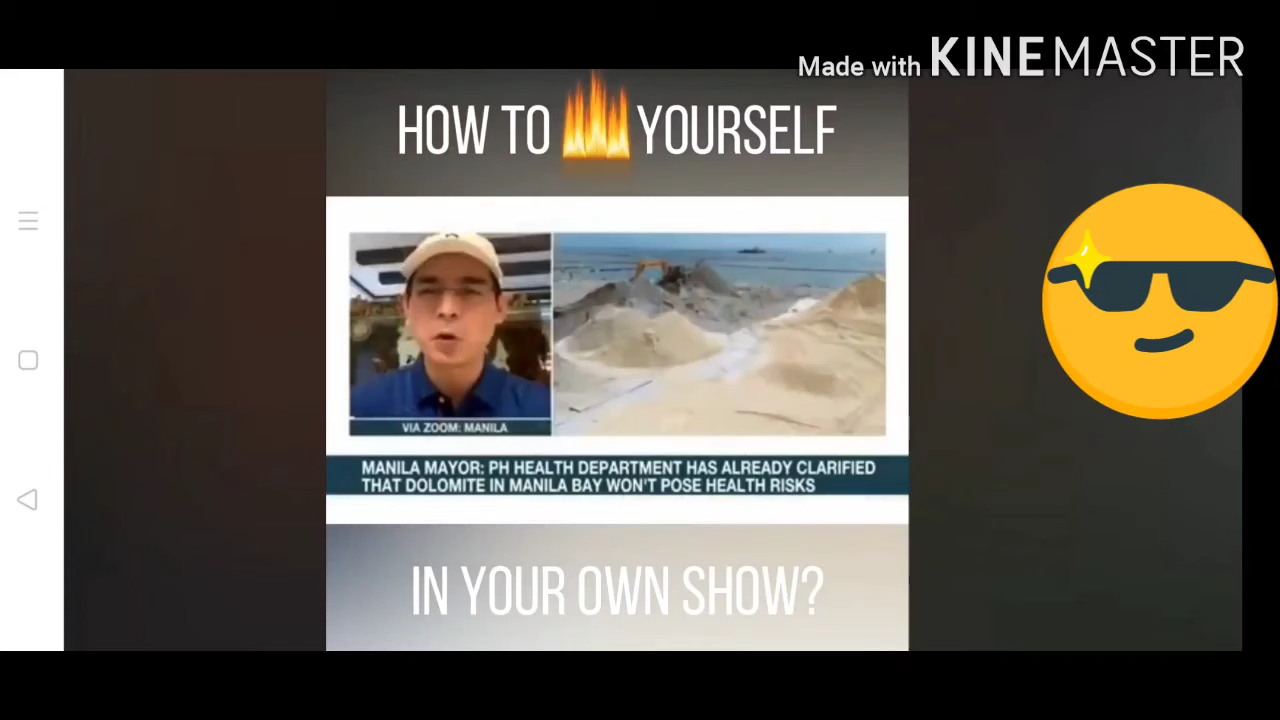 Made with KINEMASTER
HOW TO YOURSELF
VIA ZOOM: MANILA
MANILA MAYOR: PH HEALTH DEPARTMENT HAS ALREADY CLARIFIED
THAT DOLOMITE IN MANILA BAY WON'T POSE HEALTH RISKS
IN YOUR OWN SHOW?